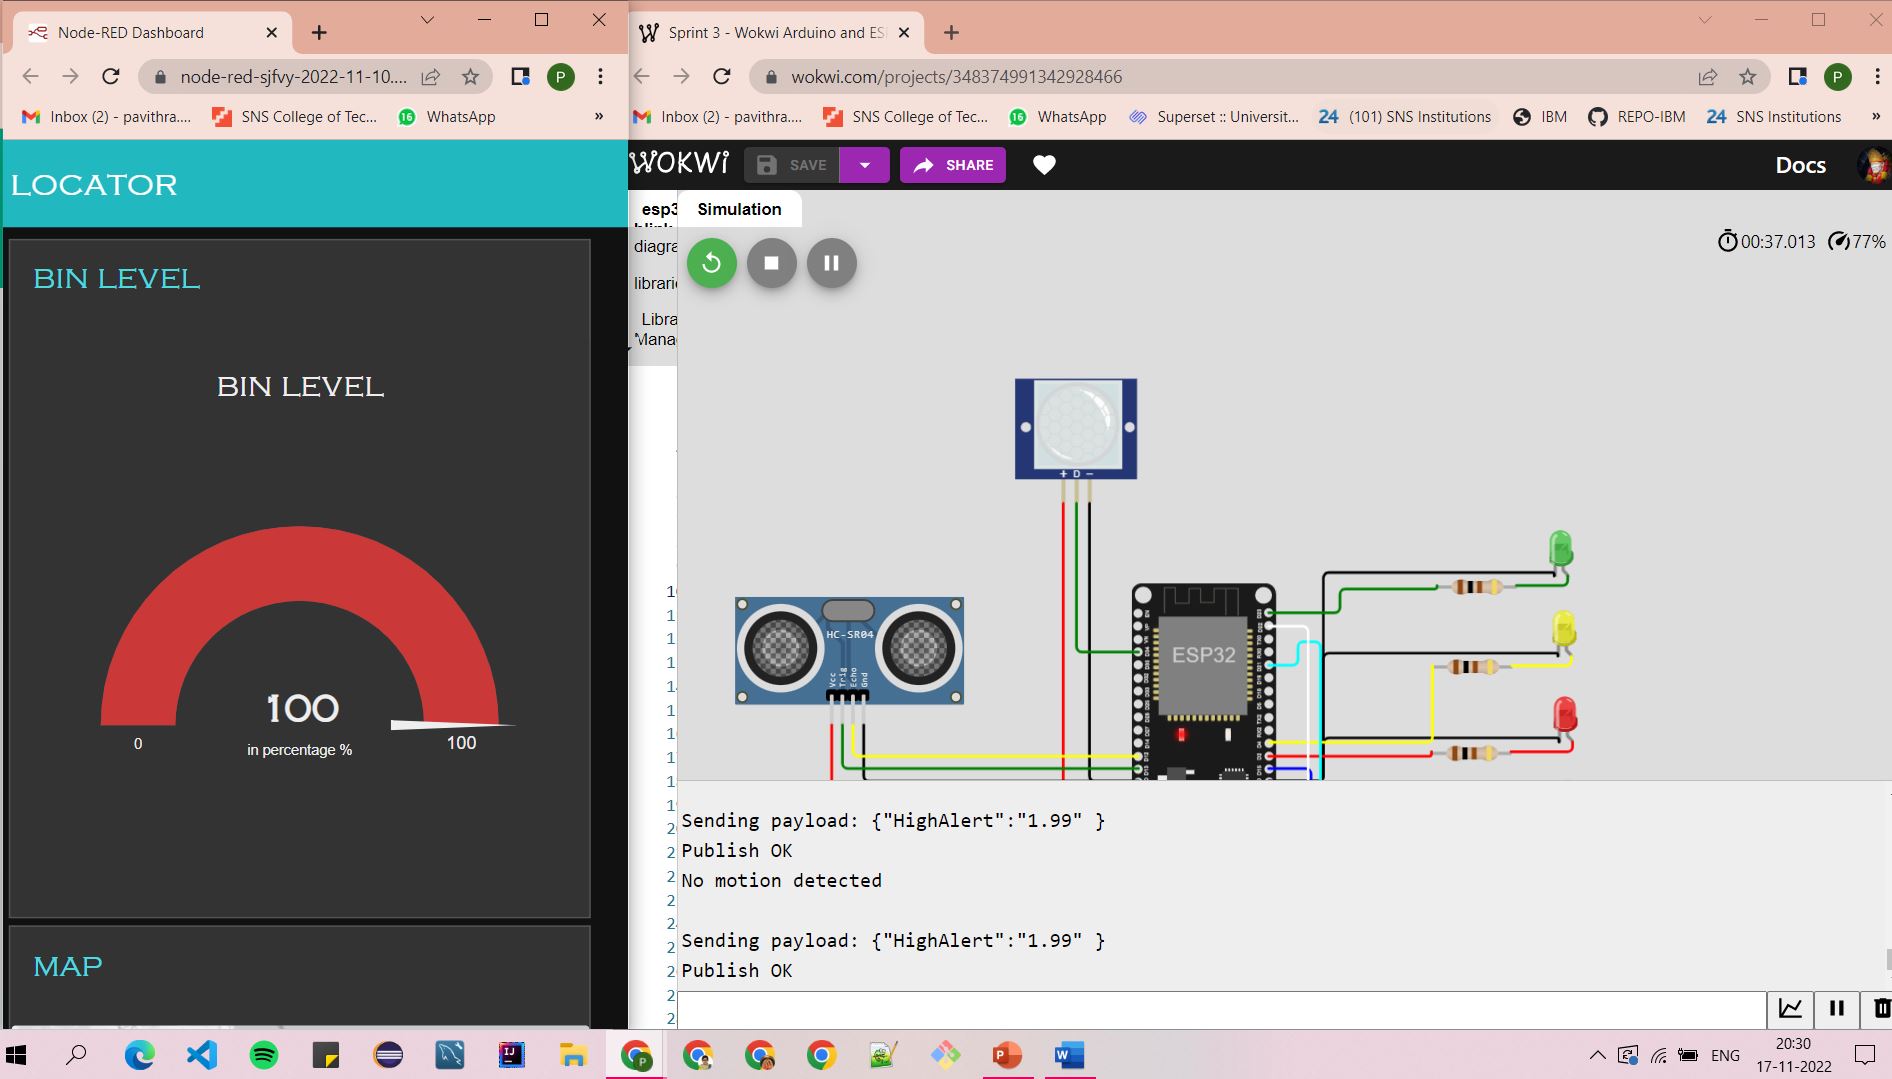 Node-RED Dashboard
Sprint 3 - Wokwi Arduino and ES
node-red-sjfvy-2022-11-10....
P
wokwi.com/projects/348374991342928466
P
Inbox (2) - pavithra....
SNS College of Tec...
16
WhatsApp
»
Inbox (2) - pavithra....
SNS College of Tec...
16
WhatsApp
Superset :: Universit...
24
(101) SNS Institutions
IBM
REPO-IBM
24
SNS Institutions
»
LOCATOR
WOKWi
SAVE
SHARE
Docs
esp3
diagra
librari
Libra
Mana
Simulation
00:37.013
77%
BIN LEVEL
BIN LEVEL
100
0
in percentage %
100
MAP
+ D −
HC-SR04
Vcc
Trig
Echo
Gnd
ESP32
Sending payload: {"HighAlert":"1.99" }
Publish OK
No motion detected
Sending payload: {"HighAlert":"1.99" }
Publish OK
ENG
20:30
17-11-2022